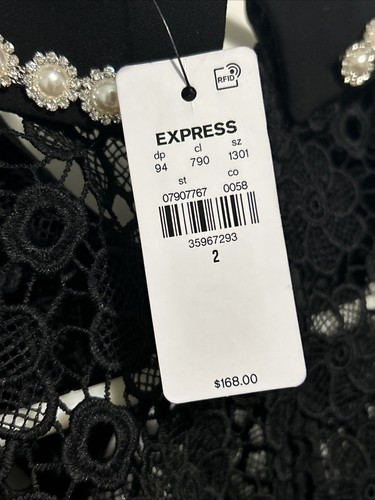 RFID
EXPRESS
dp cl sz
94 790 1301
st co
07907767 0058
35967293
2
$168.00